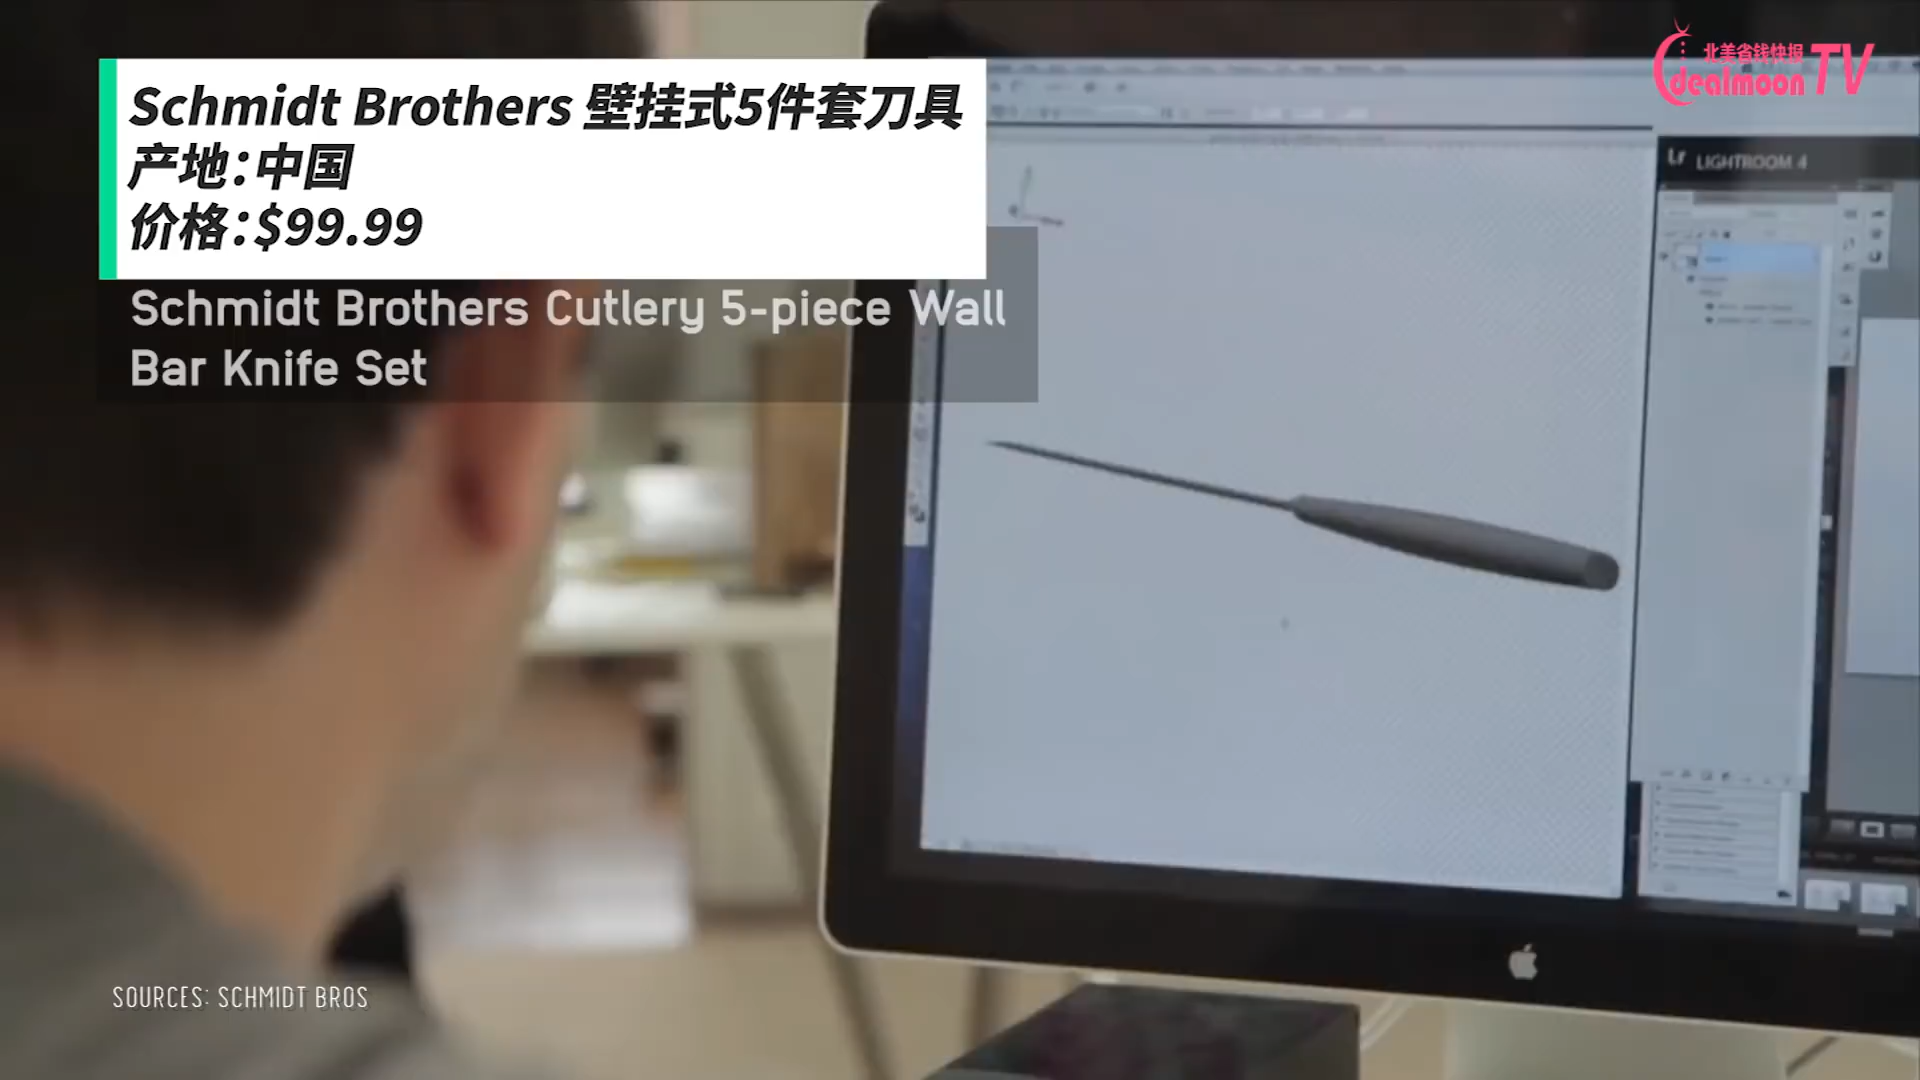 Schmidt Brothers 壁挂式5件套刀具
产地：中国
价格：$99.99
Schmidt Brothers Cutlery 5-piece Wall
Bar Knife Set
北美省钱快报
dealmoon TV
Lr LIGHTROOM 4
SOURCES: SCHMIDT BROS